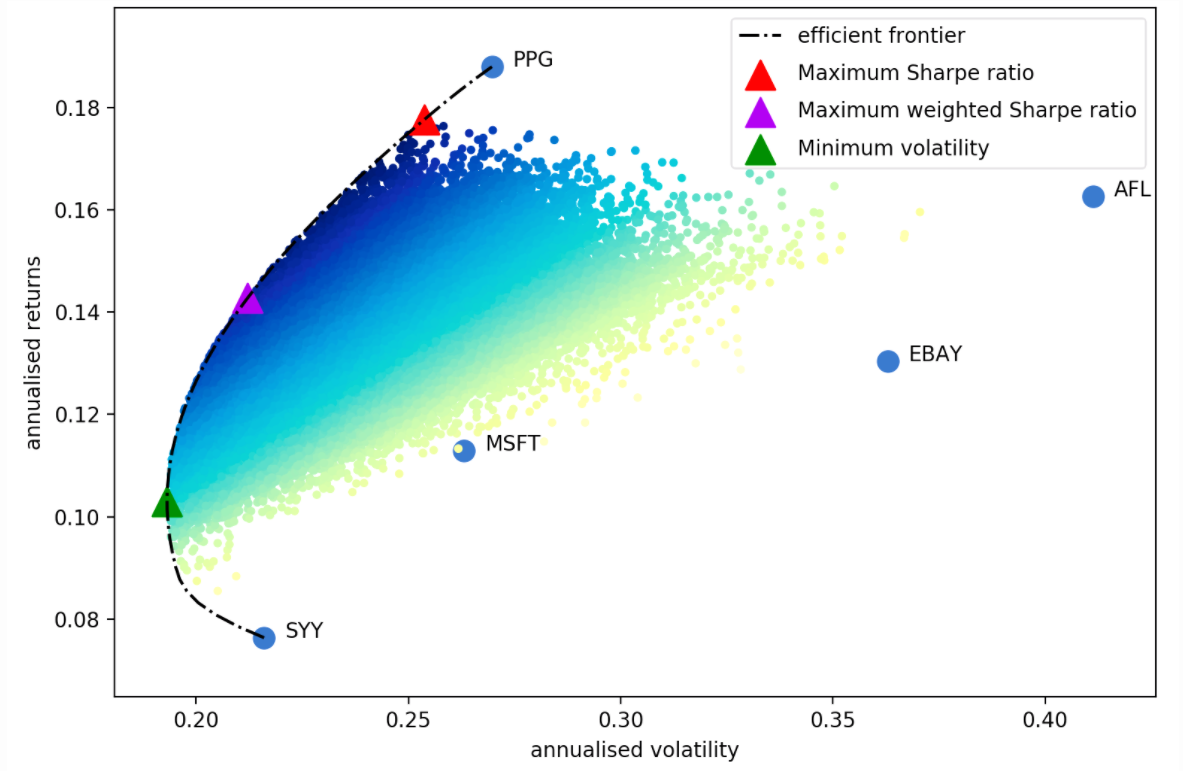 efficient frontier
Maximum Sharpe ratio
Maximum weighted Sharpe ratio
Minimum volatility
PPG
AFL
EBAY
MSFT
SYY
annualised returns
0.18
0.16
0.14
0.12
0.10
0.08
0.20 0.25 0.30 0.35 0.40
annualised volatility